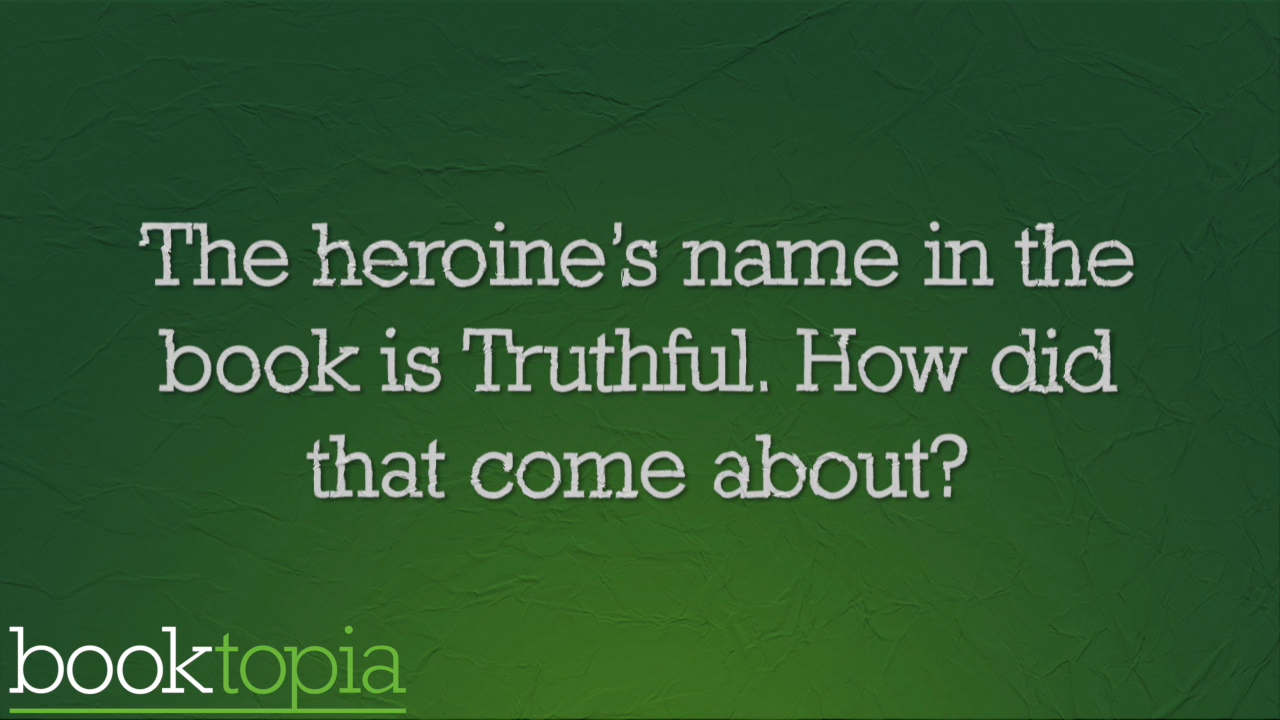 The heroine's name in the
book is Truthful. How did
that come about?
booktopia